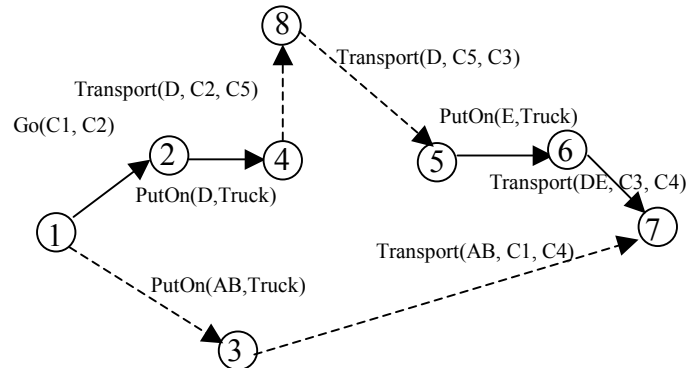 8
Transport(D, C5, C3)
Transport(D, C2, C5)
Go(C1, C2)
PutOn(E,Truck)
2
4
5
6
PutOn(D,Truck)
Transport(DE, C3, C4)
1
7
Transport(AB, C1, C4)
PutOn(AB,Truck)
3